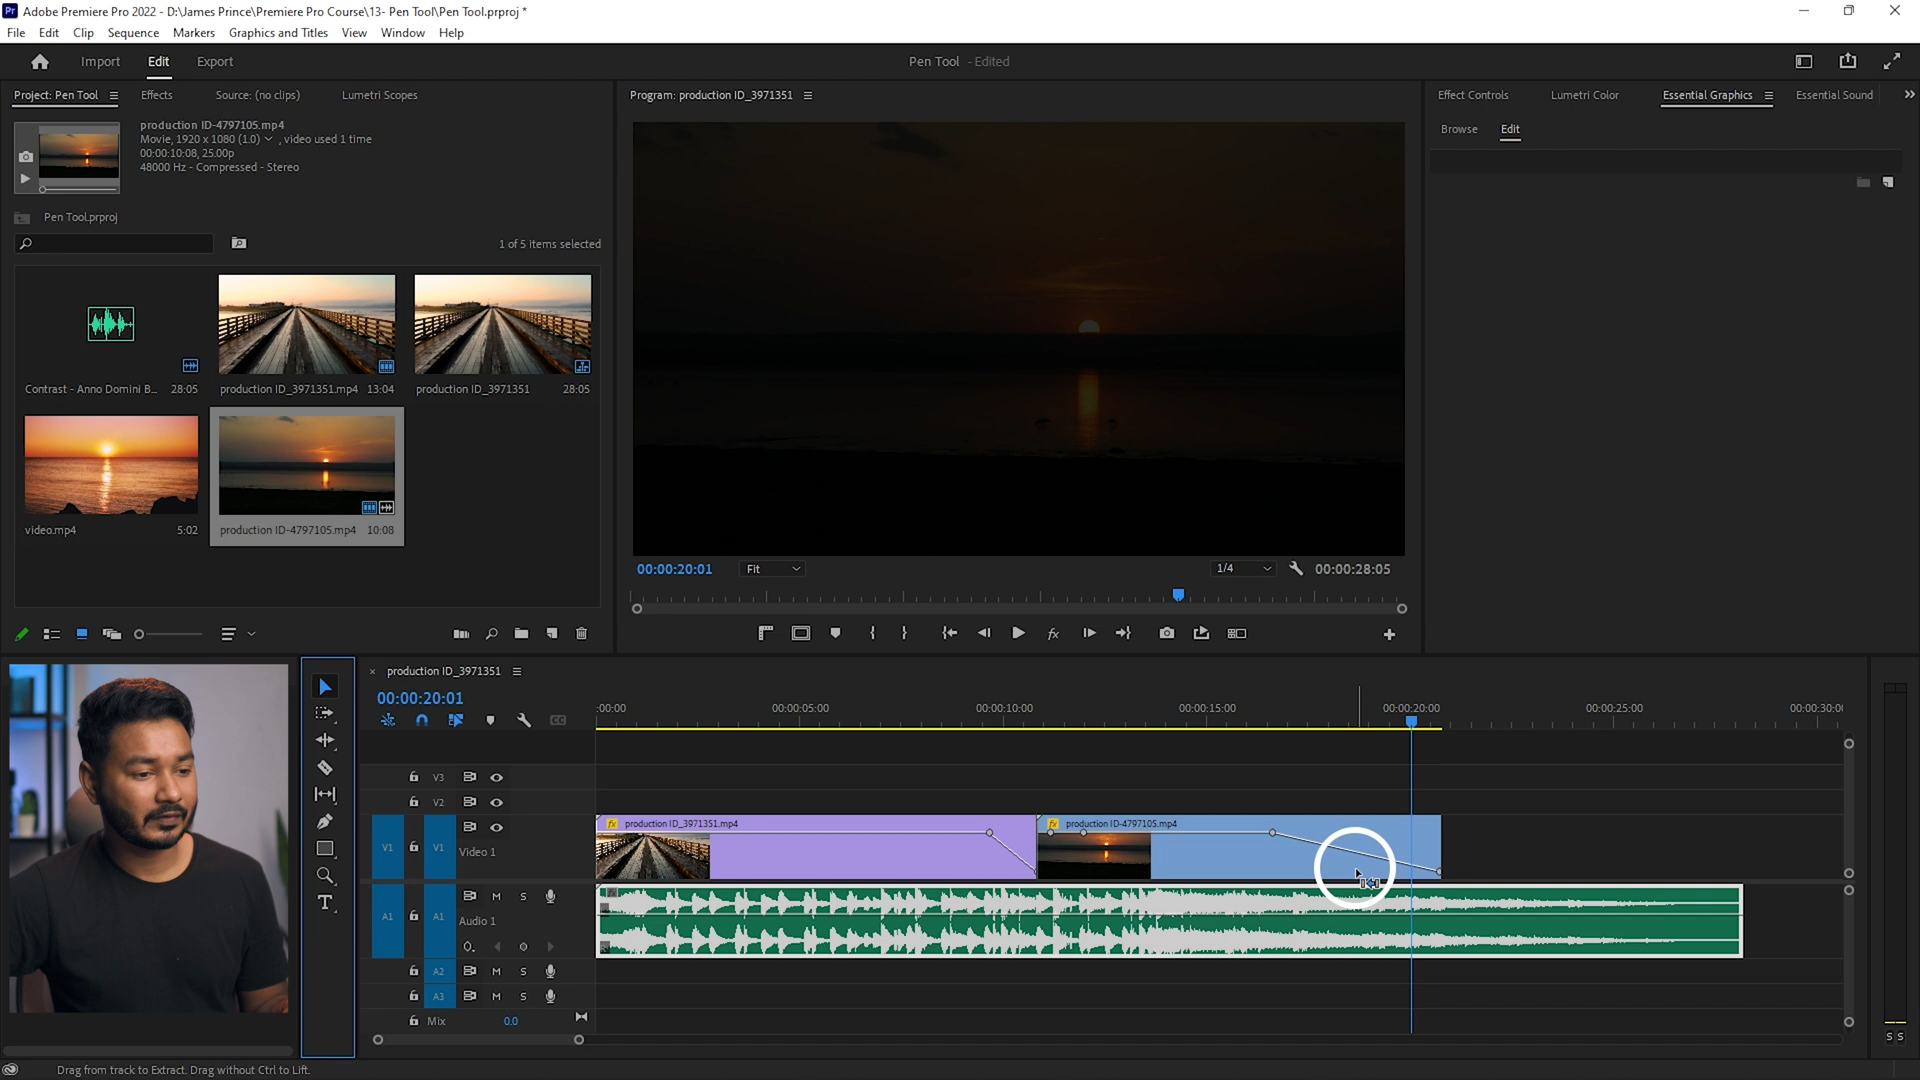 Pr Adobe Premiere Pro 2022 - D:\James Prince\Premiere Pro Course\13- Pen Tool\Pen Tool.prproj *
File Edit Clip Sequence Markers Graphics and Titles View Window Help
Import Edit Export
Pen Tool - Edited
Project: Pen Tool Effects Source: (no clips) Lumetri Scopes
Program: production ID_3971351
Effect Controls Lumetri Color Essential Graphics Essential Sound
Browse Edit
production ID-4797105.mp4
Movie, 1920 x 1080 (1.0) , video used 1 time
00:00:10:08, 25.00p
48000 Hz - Compressed - Stereo
Pen Tool.prproj
1 of 5 items selected
Contrast - Anno Domini B... 28:05
production ID_3971351.mp4 13:04
production ID_3971351 28:05
video.mp4 5:02
production ID-4797105.mp4 10:08
00:00:20:01 Fit 1/4 00:00:28:05
production ID_3971351
00:00:20:01
:00:00 00:00:05:00 00:00:10:00 00:00:15:00 00:00:20:00 00:00:25:00 00:00:30:00
V3
V2
V1 V1 Video 1
fx production ID_3971351.mp4
fx production ID-4797105.mp4
A1 A1 M S
Audio 1
A2 M S
A3 M S
Mix 0.0
S S
Drag from track to Extract. Drag without Ctrl to Lift.